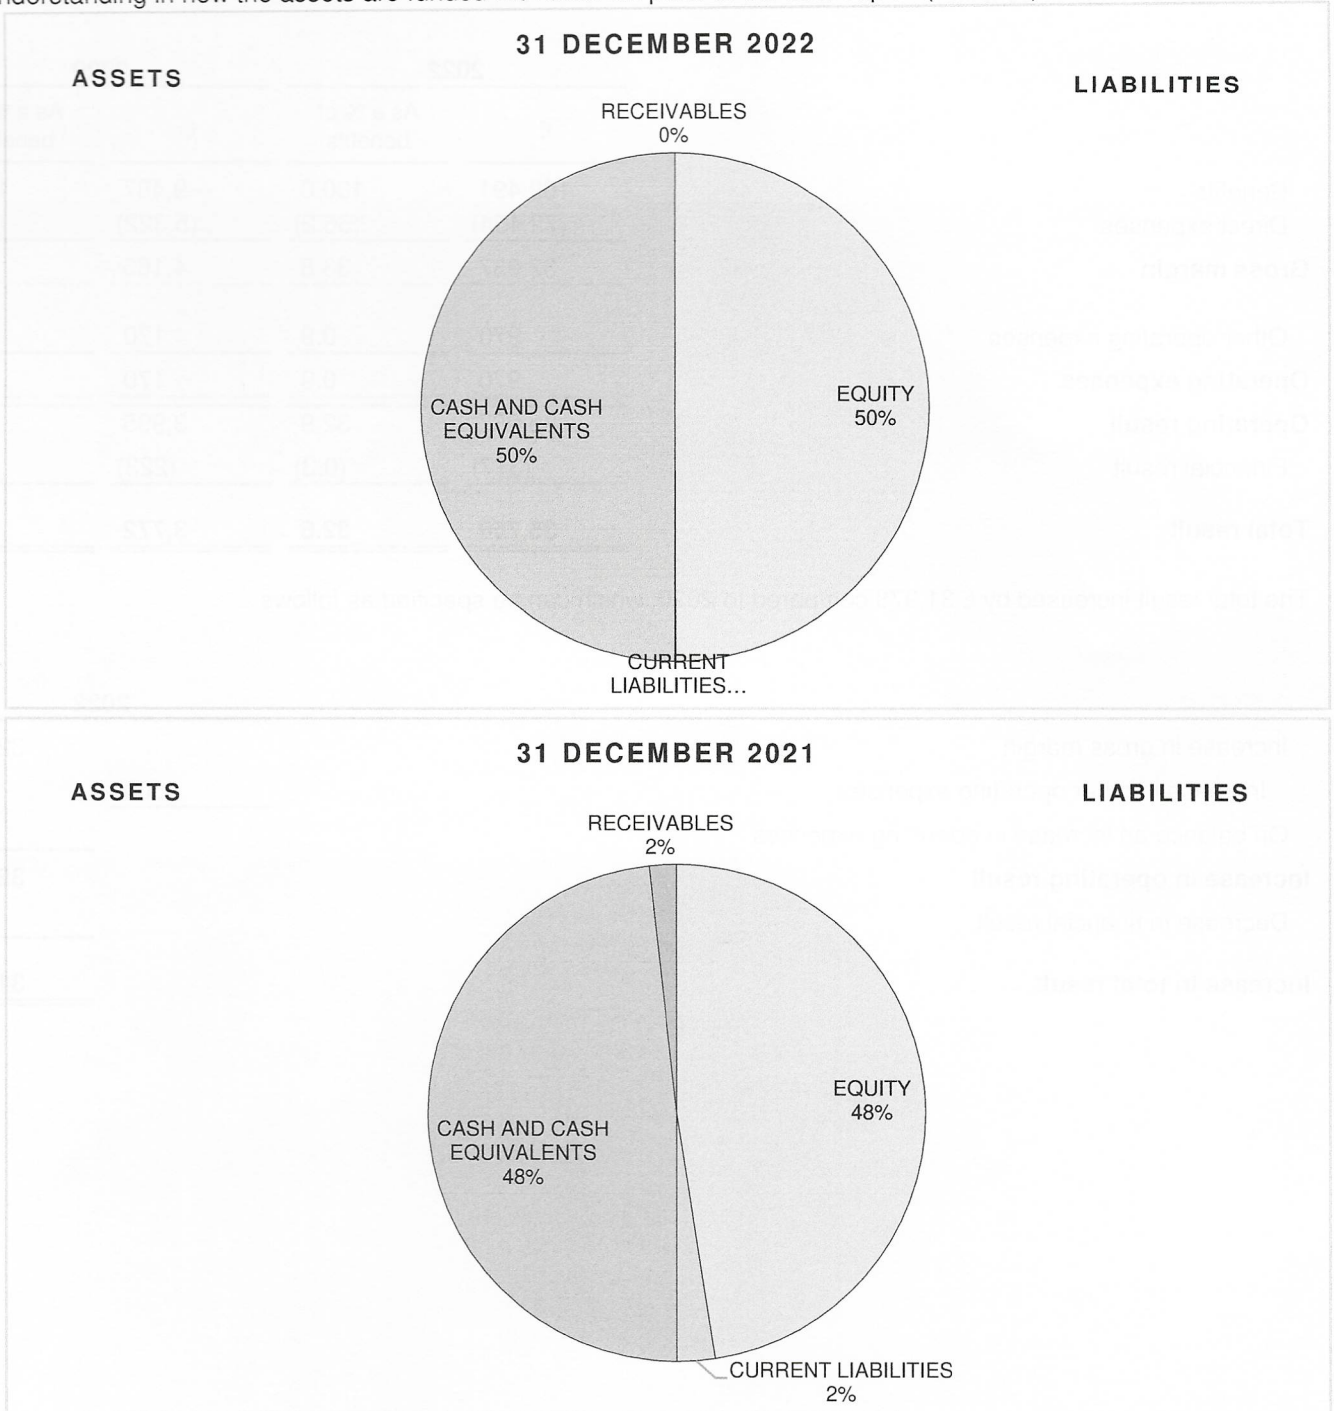 31 DECEMBER 2022
ASSETS
LIABILITIES
RECEIVABLES
0%
CASH AND CASH
EQUIVALENTS
50%
EQUITY
50%
CURRENT
LIABILITIES...
31 DECEMBER 2021
ASSETS
LIABILITIES
RECEIVABLES
2%
CASH AND CASH
EQUIVALENTS
48%
EQUITY
48%
CURRENT LIABILITIES
2%